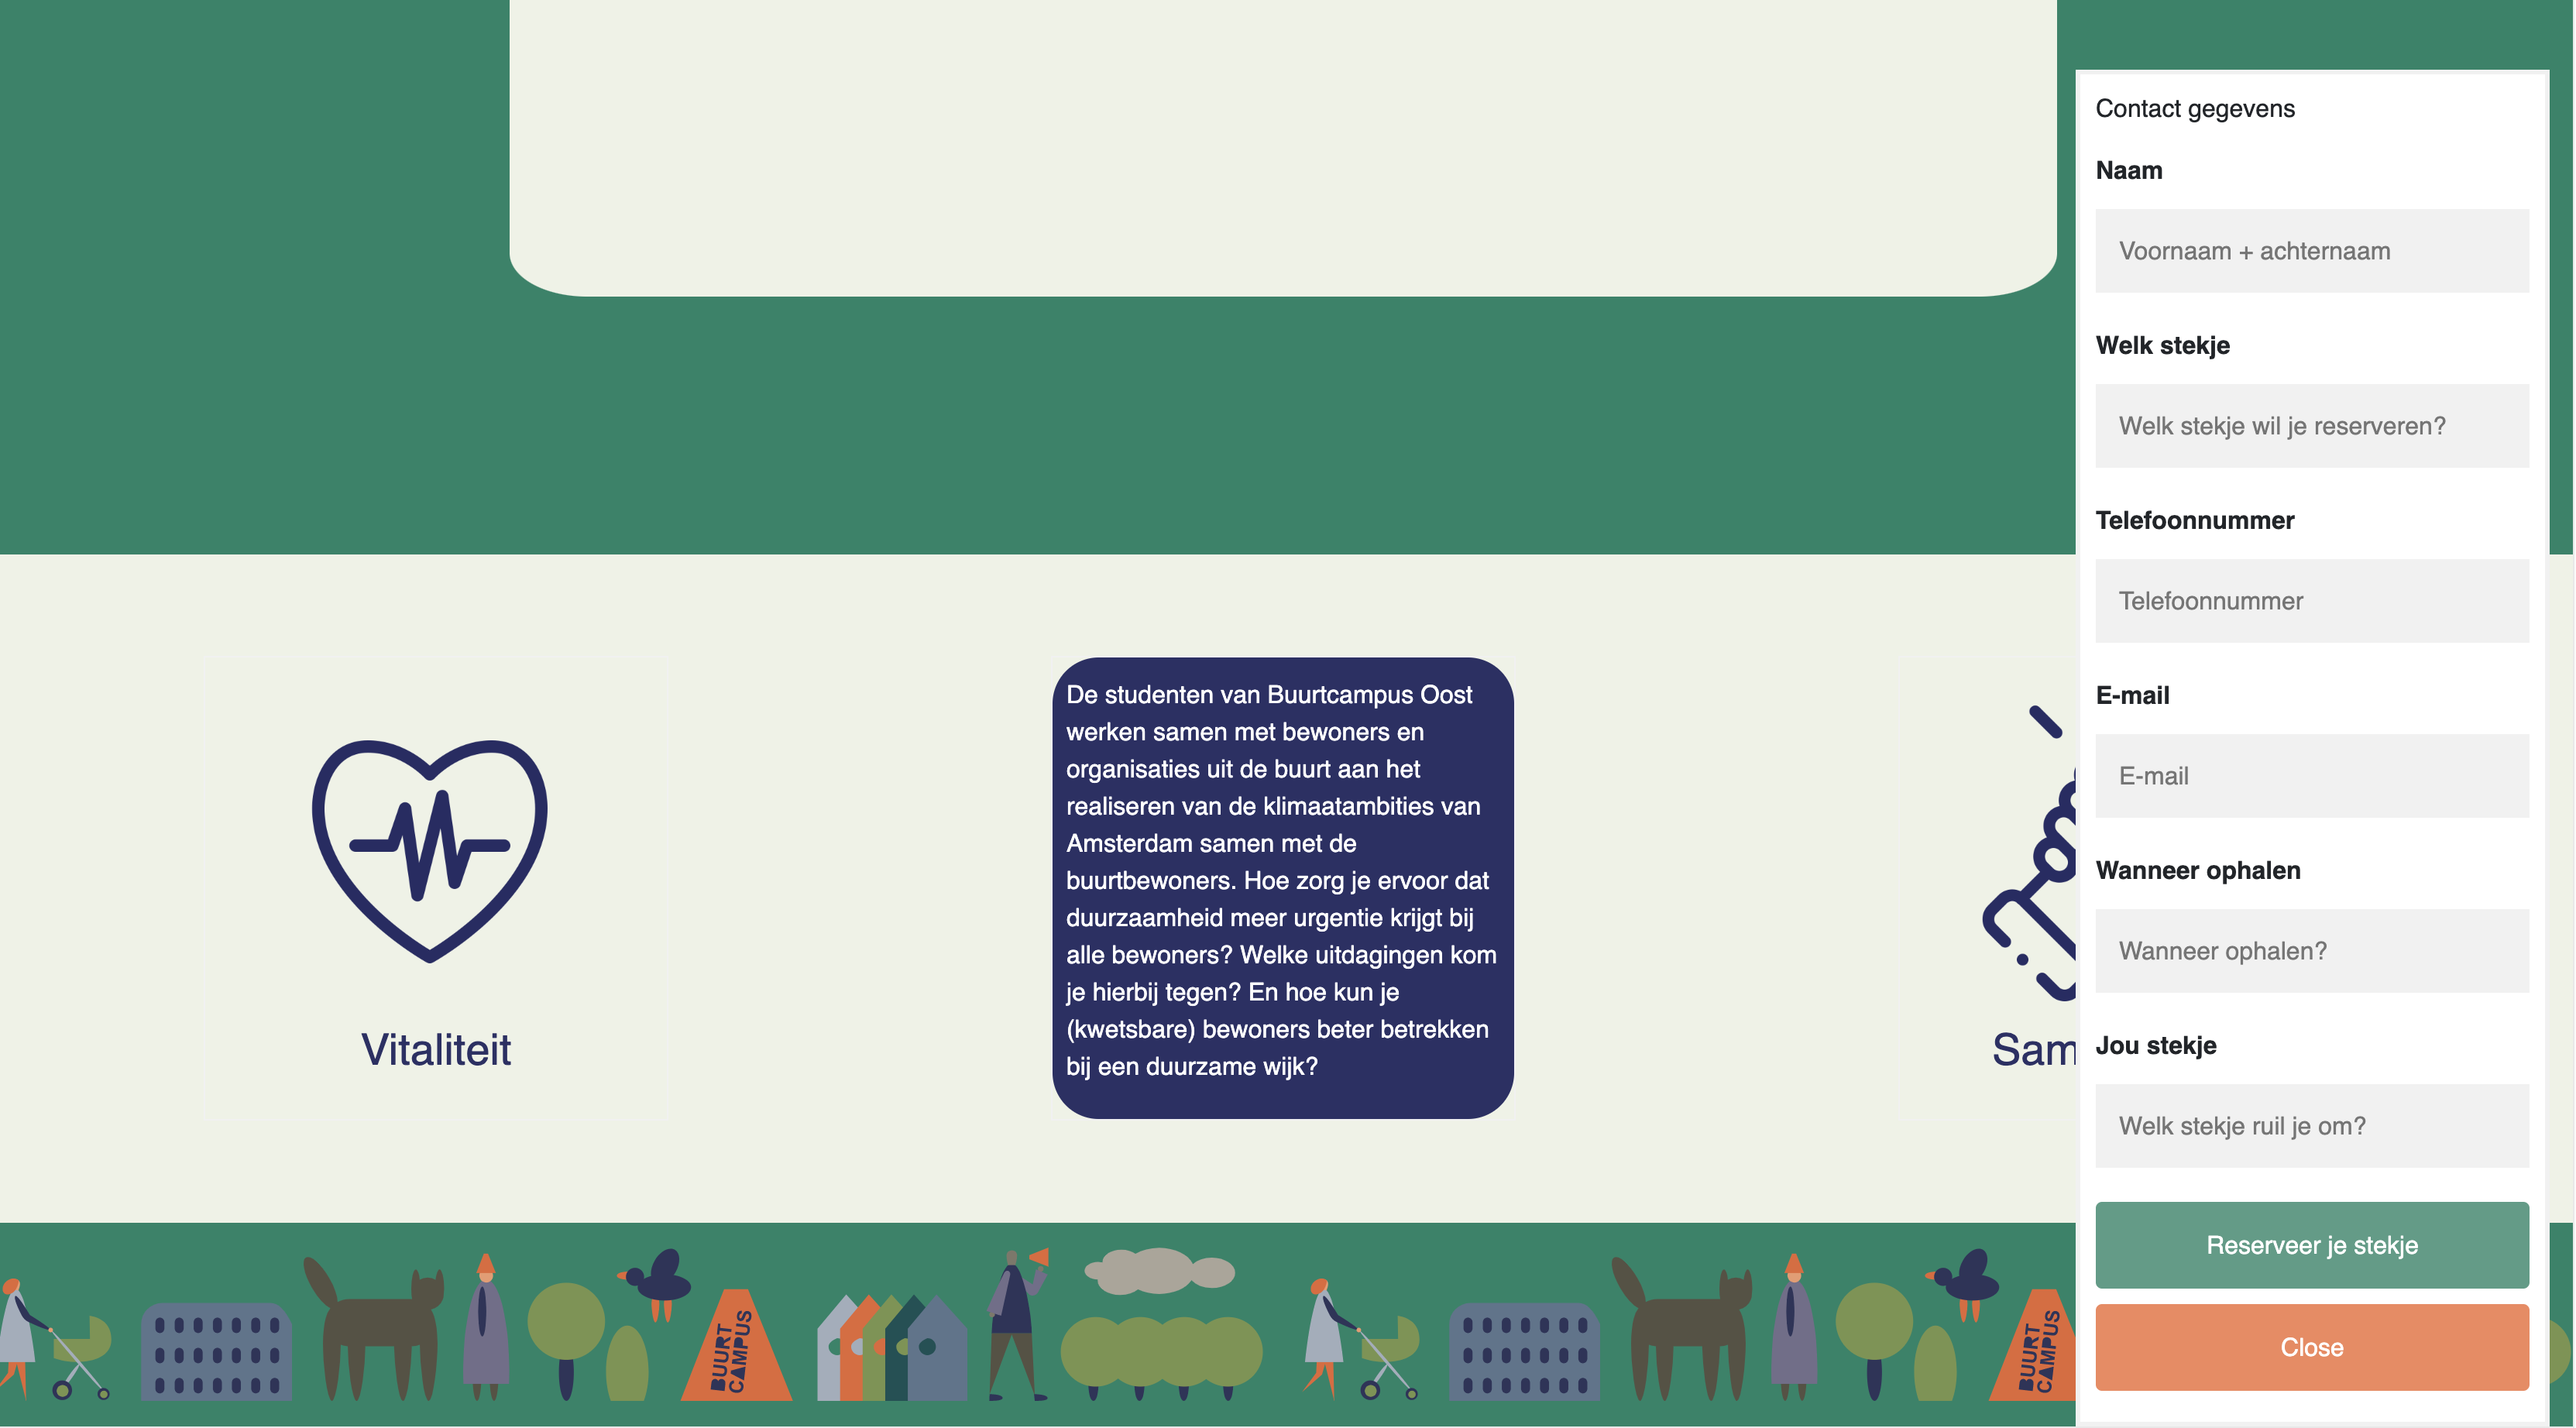 Contact gegevens
Naam
Voornaam + achternaam
Welk stekje
Welk stekje wil je reserveren?
Telefoonnummer
Telefoonnummer
E-mail
E-mail
Wanneer ophalen
Wanneer ophalen?
Jou stekje
Welk stekje ruil je om?
Reserveer je stekje
Close
De studenten van Buurtcampus Oost
werken samen met bewoners en
organisaties uit de buurt aan het
realiseren van de klimaatambities van
Amsterdam samen met de
buurtbewoners. Hoe zorg je ervoor dat
duurzaamheid meer urgentie krijgt bij
alle bewoners? Welke uitdagingen kom
je hierbij tegen? En hoe kun je
(kwetsbare) bewoners beter betrekken
bij een duurzame wijk?
Vitaliteit
Sam
BUURT
CAMPUS
BUURT
CAMPUS